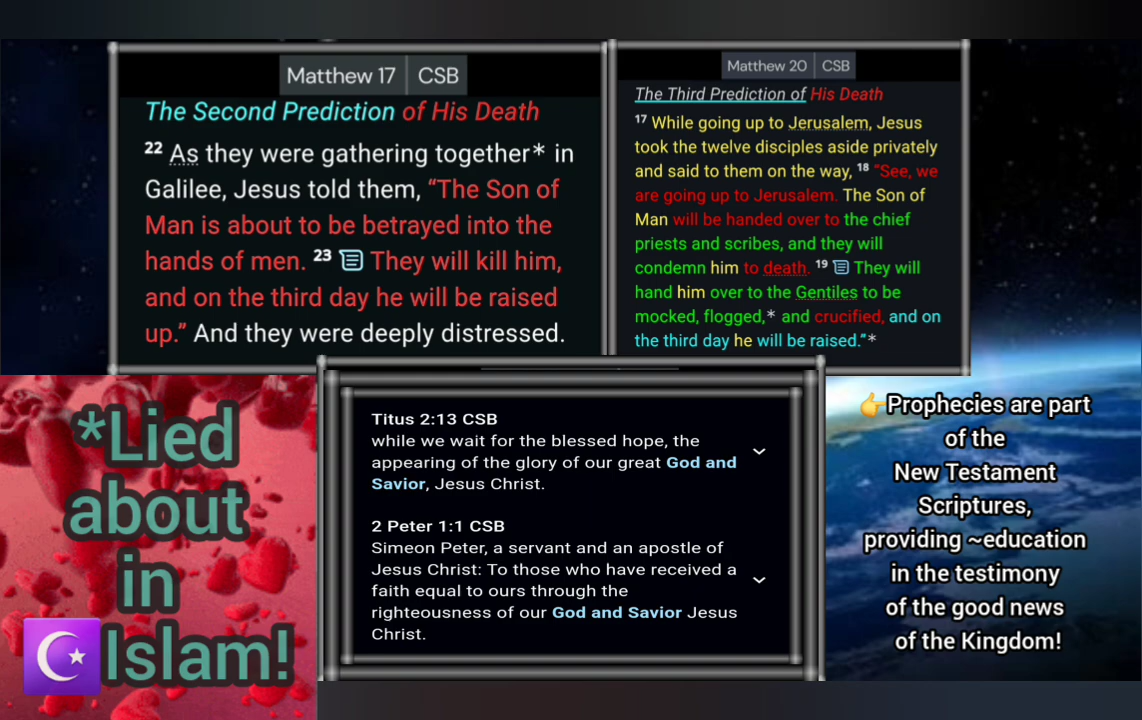 Matthew 17 | CSB
The Second Prediction of His Death
22 As they were gathering together* in
Galilee, Jesus told them, “The Son of
Man is about to be betrayed into the
hands of men. 23 They will kill him,
and on the third day he will be raised
up.” And they were deeply distressed.
Matthew 20 | CSB
The Third Prediction of His Death
17 While going up to Jerusalem, Jesus
took the twelve disciples aside privately
and said to them on the way, 18 “See, we
are going up to Jerusalem. The Son of
Man will be handed over to the chief
priests and scribes, and they will
condemn him to death. 19 They will
hand him over to the Gentiles to be
mocked, flogged,* and crucified, and on
the third day he will be raised.”*
*Lied
about
in
☪️Islam!
Titus 2:13 CSB
while we wait for the blessed hope, the
appearing of the glory of our great God and
Savior, Jesus Christ.
2 Peter 1:1 CSB
Simeon Peter, a servant and an apostle of
Jesus Christ: To those who have received a
faith equal to ours through the
righteousness of our God and Savior Jesus
Christ.
👉Prophecies are part
of the
New Testament
Scriptures,
providing ~education
in the testimony
of the good news
of the Kingdom!